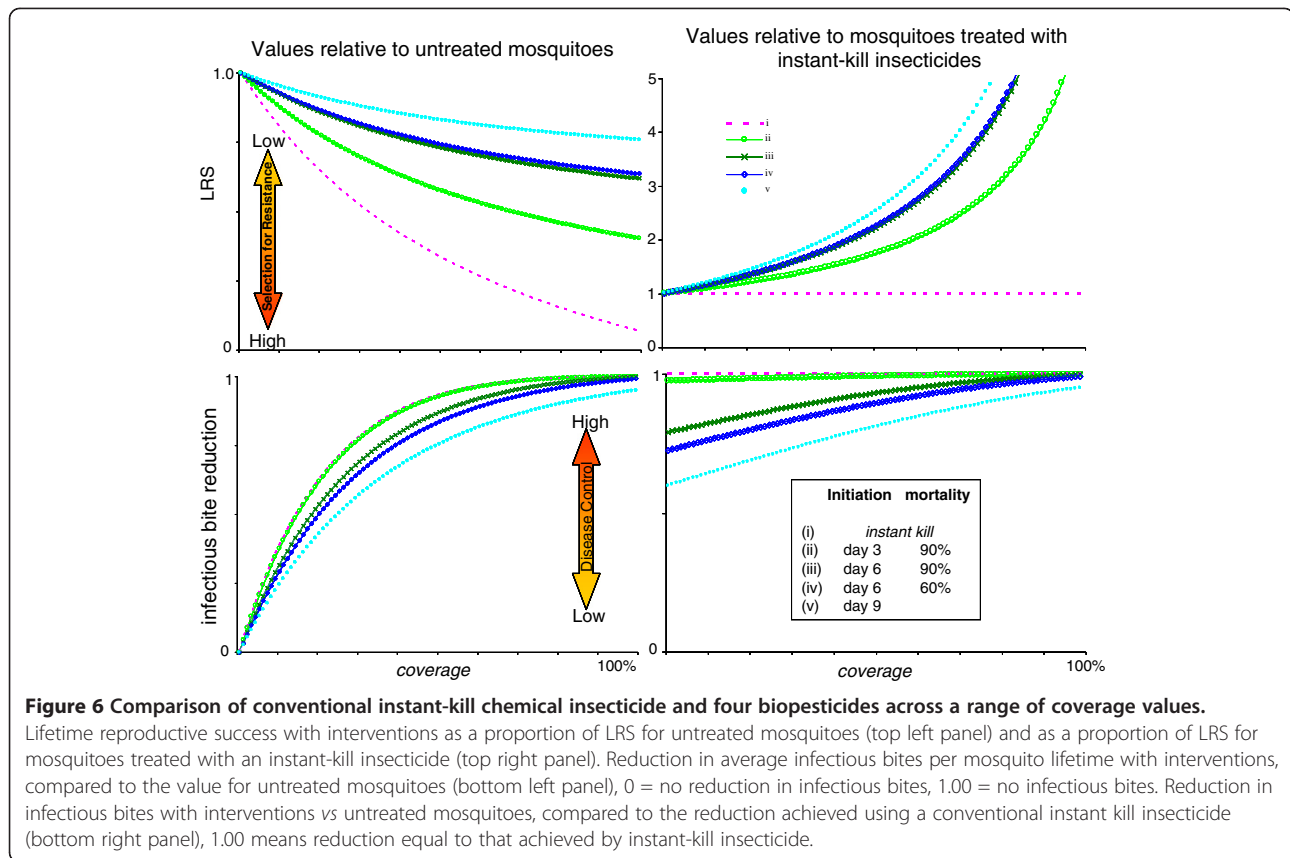 Values relative to untreated mosquitoes
1.0
Low
Selection for Resistance
High
LRS
0
Values relative to mosquitoes treated with
instant-kill insecticides
5
4
3
2
1
0
i
ii
iii
iv
v
1
infectious bite reduction
0
High
Disease Control
Low
coverage
100%
1
0
Initiation mortality
(i) instant kill
(ii) day 3 90%
(iii) day 6 90%
(iv) day 6 60%
(v) day 9
coverage
100%
Figure 6 Comparison of conventional instant-kill chemical insecticide and four biopesticides across a range of coverage values.
Lifetime reproductive success with interventions as a proportion of LRS for untreated mosquitoes (top left panel) and as a proportion of LRS for
mosquitoes treated with an instant-kill insecticide (top right panel). Reduction in average infectious bites per mosquito lifetime with interventions,
compared to the value for untreated mosquitoes (bottom left panel), 0 = no reduction in infectious bites, 1.00 = no infectious bites. Reduction in
infectious bites with interventions vs untreated mosquitoes, compared to the reduction achieved using a conventional instant kill insecticide
(bottom right panel), 1.00 means reduction equal to that achieved by instant-kill insecticide.